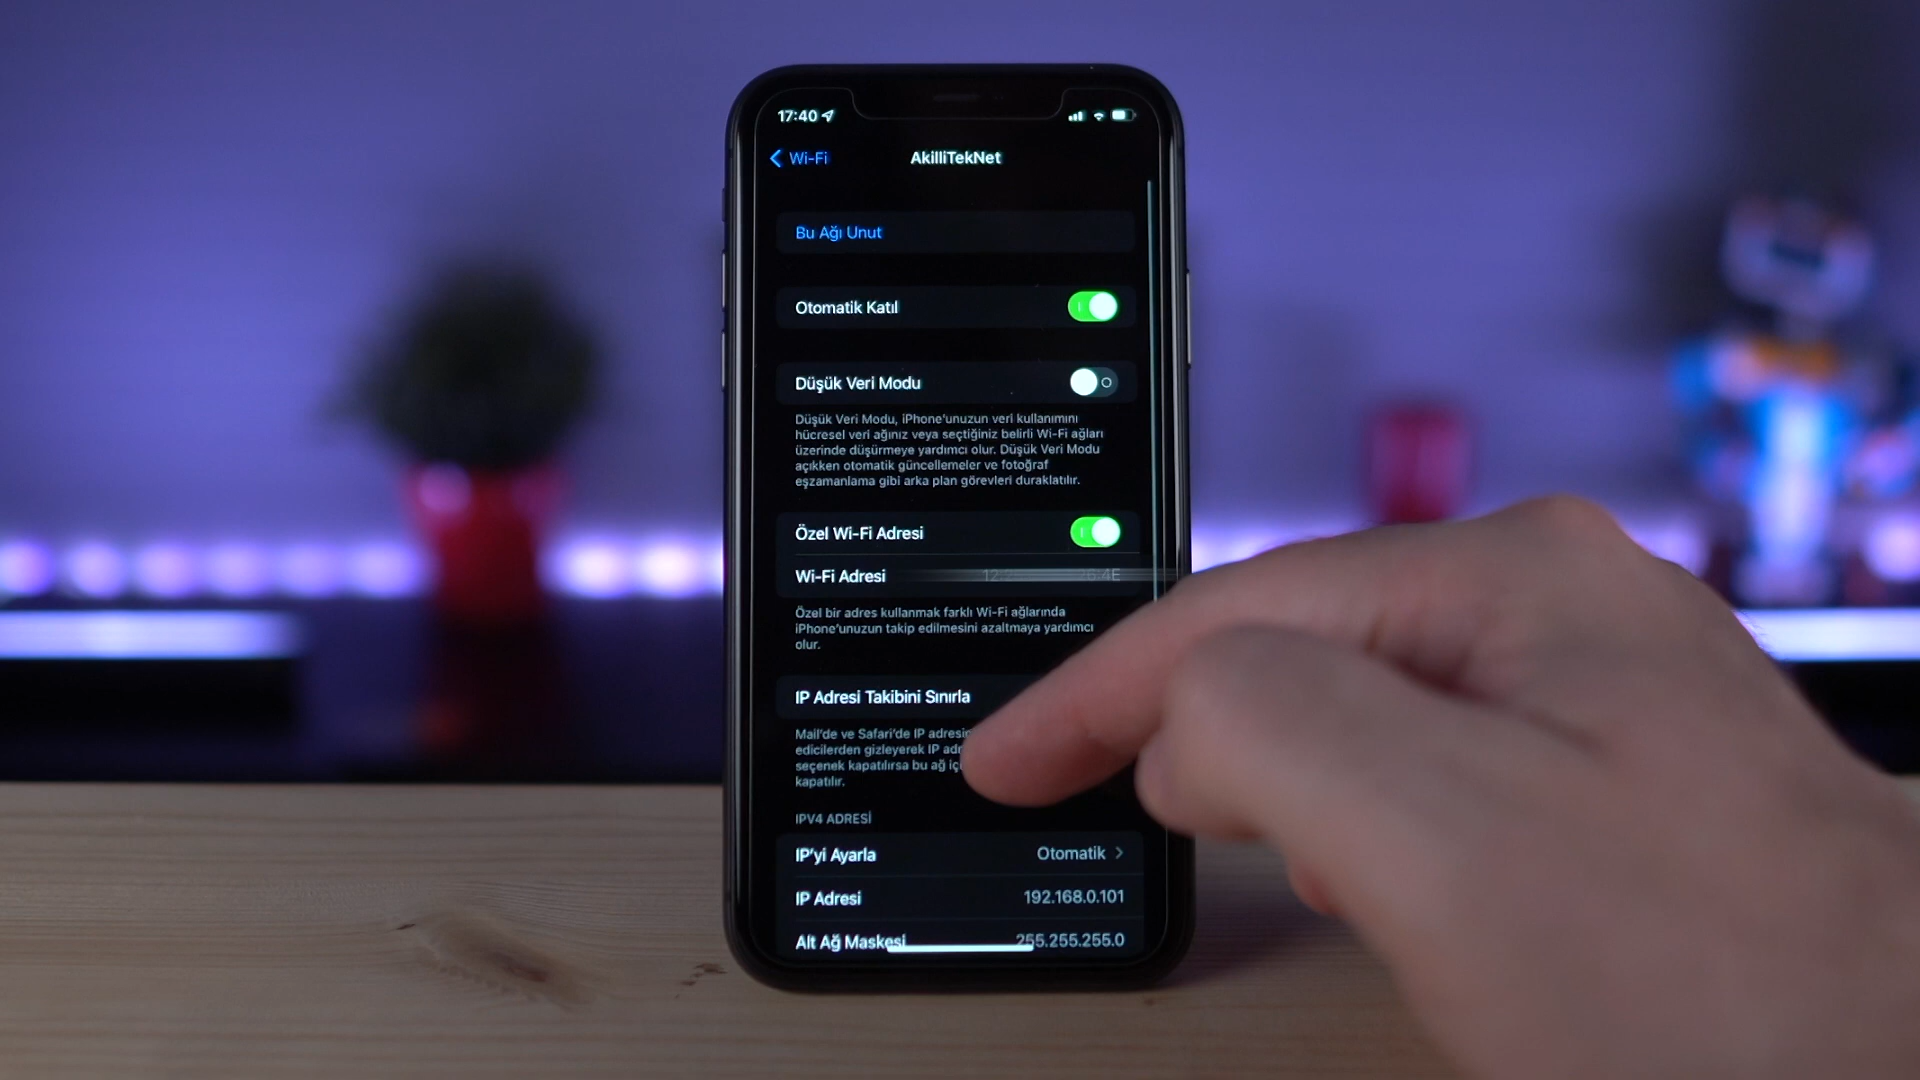 17:40
Wi-Fi
AkilliTekNet
Bu Ağı Unut
Otomatik Katıl
Düşük Veri Modu
Düşük Veri Modu, iPhone'unuzun veri kullanımını
hücresel veri ağınız veya seçtiğiniz belirli Wi-Fi ağları
üzerinde düşürmeye yardımcı olur. Düşük Veri Modu
açıkken otomatik güncellemeler ve fotoğraf
eşzamanlama gibi arka plan görevleri duraklatılır.
Özel Wi-Fi Adresi
Wi-Fi Adresi
Özel bir adres kullanmak farklı Wi-Fi ağlarında
iPhone'unuzun takip edilmesini azaltmaya yardımcı
olur.
IP Adresi Takibini Sınırla
Mail'de ve Safari'de IP
edicilerden gizleyerek IP
seçenek kapatılırsa bu ağ
kapatılır.
IPV4 ADRESİ
IP'yi Ayarla Otomatik
IP Adresi 192.168.0.101
Alt Ağ Maskesi 255.255.255.0